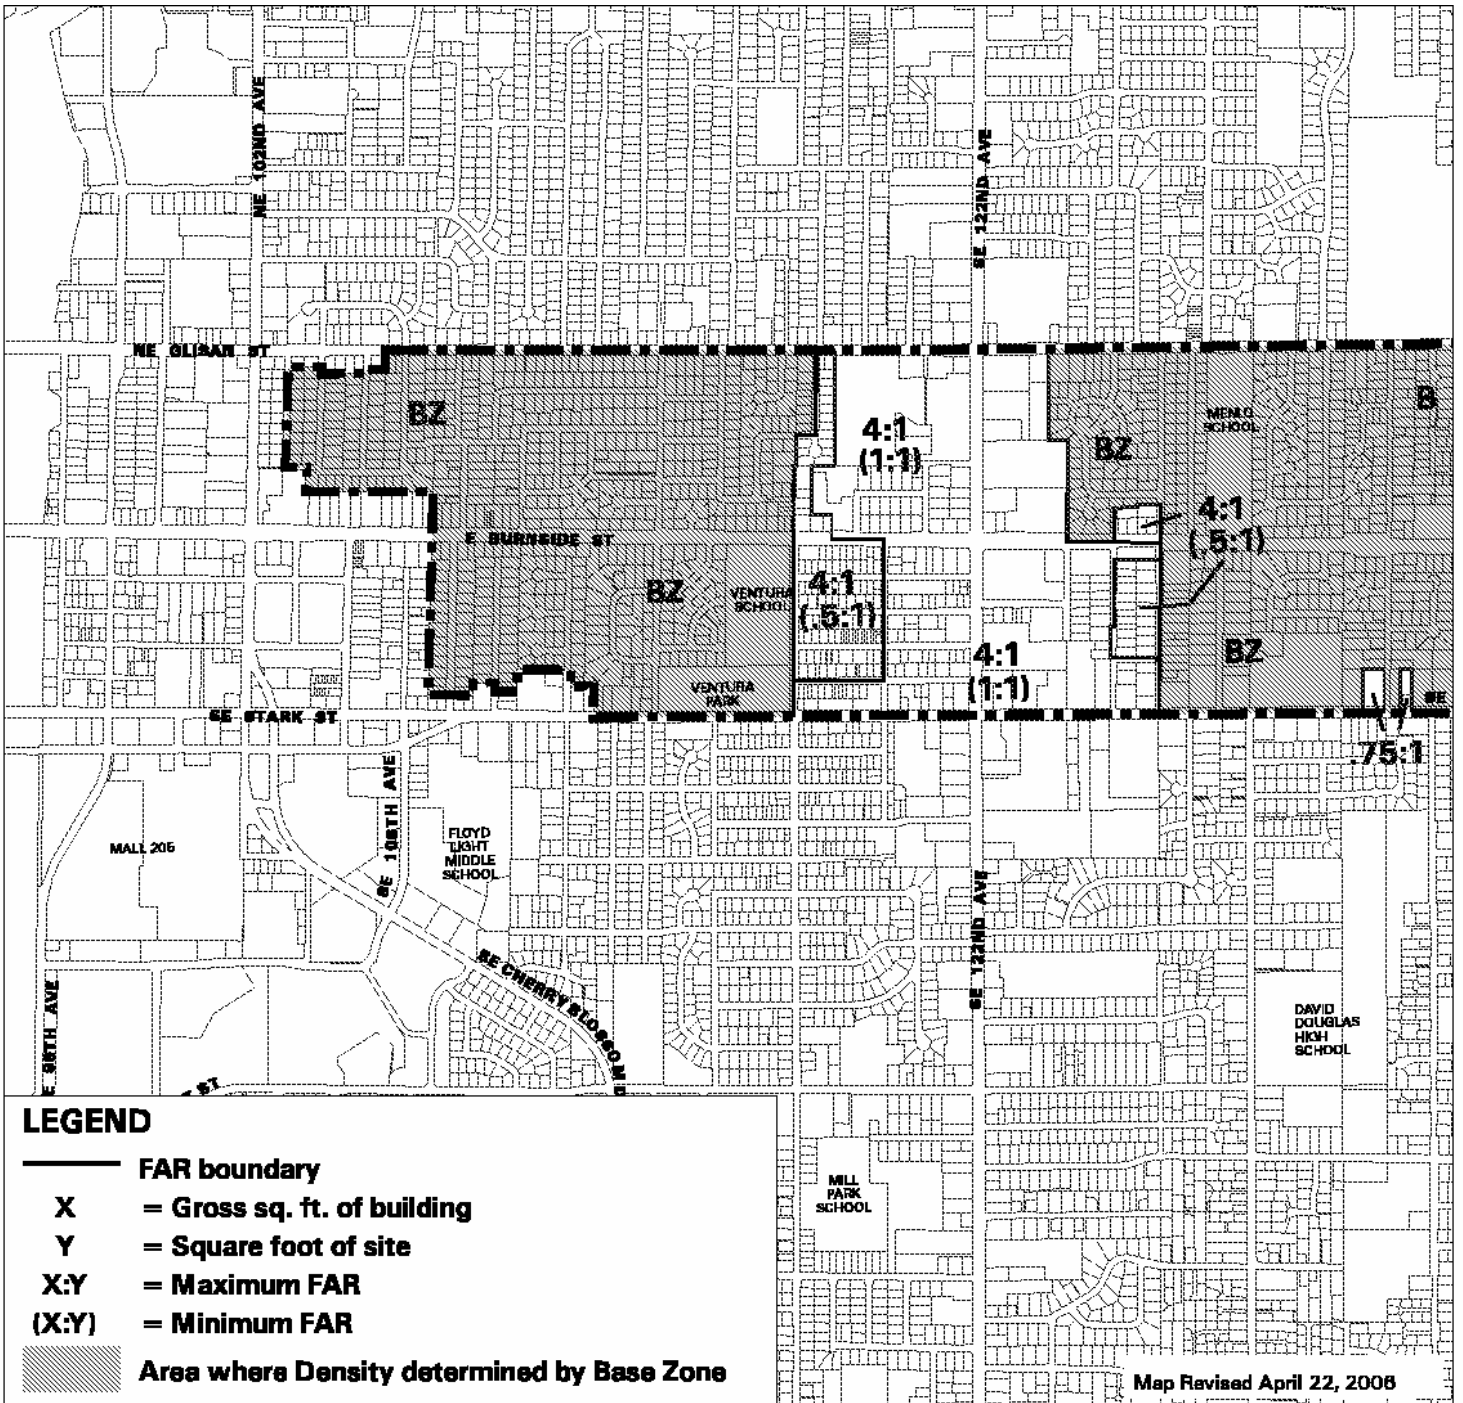 NE 102ND AVE
SE 122ND AVE
NE GLISAN ST
BZ
4:1
(1:1)
BZ
MENLO
SCHOOL
B
4:1
(.5:1)
E BURNSIDE ST
BZ
VENTURA
SCHOOL
4:1
(.5:1)
4:1
(1:1)
BZ
VENTURA
PARK
SE STARK ST
SE
.75:1
MALL 205
SE 106TH AVE
FLOYD
LIGHT
MIDDLE
SCHOOL
SE 122ND AVE
SE CHERRY BLOSSOM D
E 96TH AVE
ST
DAVID
DOUGLAS
HIGH
SCHOOL
MILL
PARK
SCHOOL
LEGEND
FAR boundary
X = Gross sq. ft. of building
Y = Square foot of site
X:Y = Maximum FAR
(X:Y) = Minimum FAR
Area where Density determined by Base Zone
Map Revised April 22, 2006